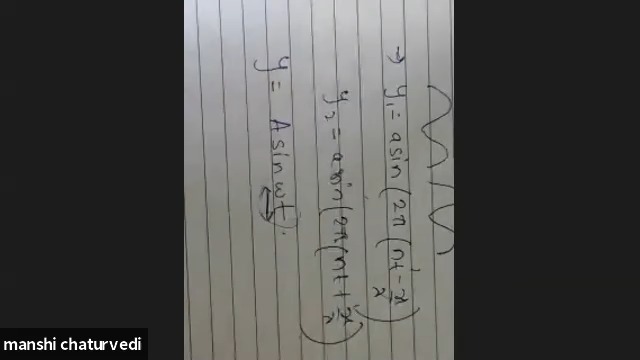 → y₁ = a sin (2π (nt - x/λ))
y₂ = a sin (2π (nt + x/λ))
y = A sin ωt.
manshi chaturvedi